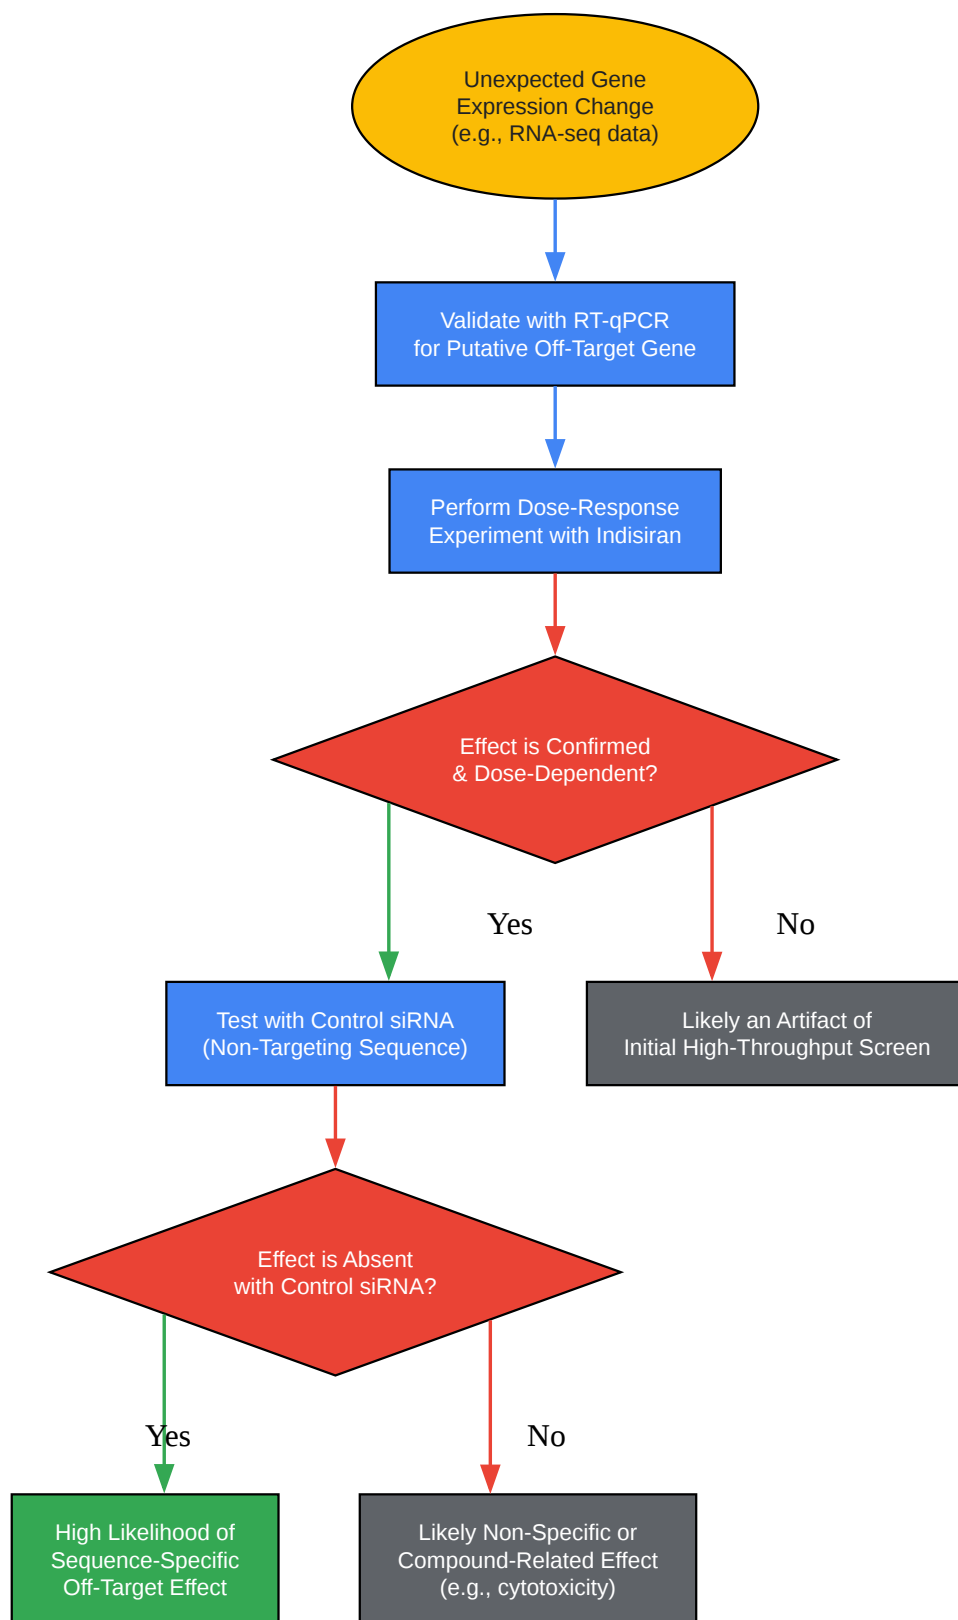 Unexpected Gene
Expression Change
(e.g., RNA-seq data)
Validate with RT-qPCR
for Putative Off-Target Gene
Perform Dose-Response
Experiment with Indisiran
Effect is Confirmed
& Dose-Dependent?
Yes
No
Test with Control siRNA
(Non-Targeting Sequence)
Likely an Artifact of
Initial High-Throughput Screen
Effect is Absent
with Control siRNA?
Yes
No
High Likelihood of
Sequence-Specific
Off-Target Effect
Likely Non-Specific or
Compound-Related Effect
(e.g., cytotoxicity)